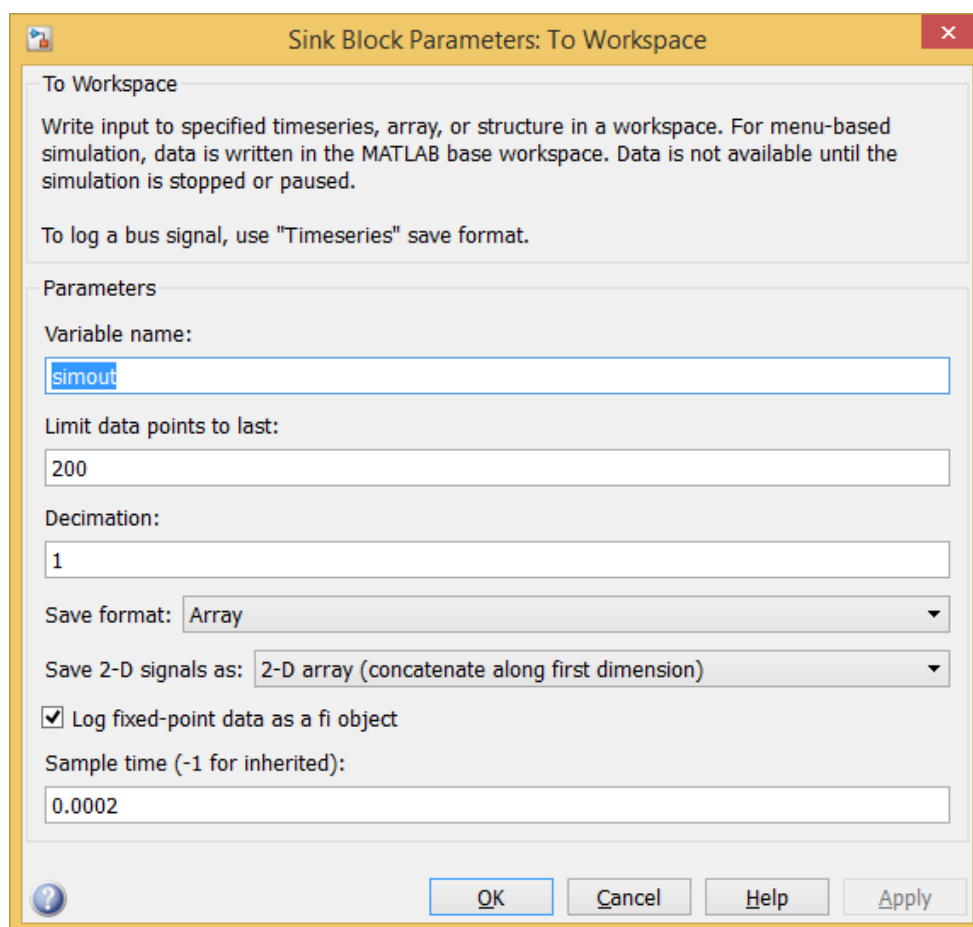 Sink Block Parameters: To Workspace
To Workspace
Write input to specified timeseries, array, or structure in a workspace. For menu-based
simulation, data is written in the MATLAB base workspace. Data is not available until the
simulation is stopped or paused.
To log a bus signal, use "Timeseries" save format.
Parameters
Variable name:
simout
Limit data points to last:
200
Decimation:
1
Save format: Array
Save 2-D signals as: 2-D array (concatenate along first dimension)
Log fixed-point data as a fi object
Sample time (-1 for inherited):
0.0002
OK Cancel Help Apply